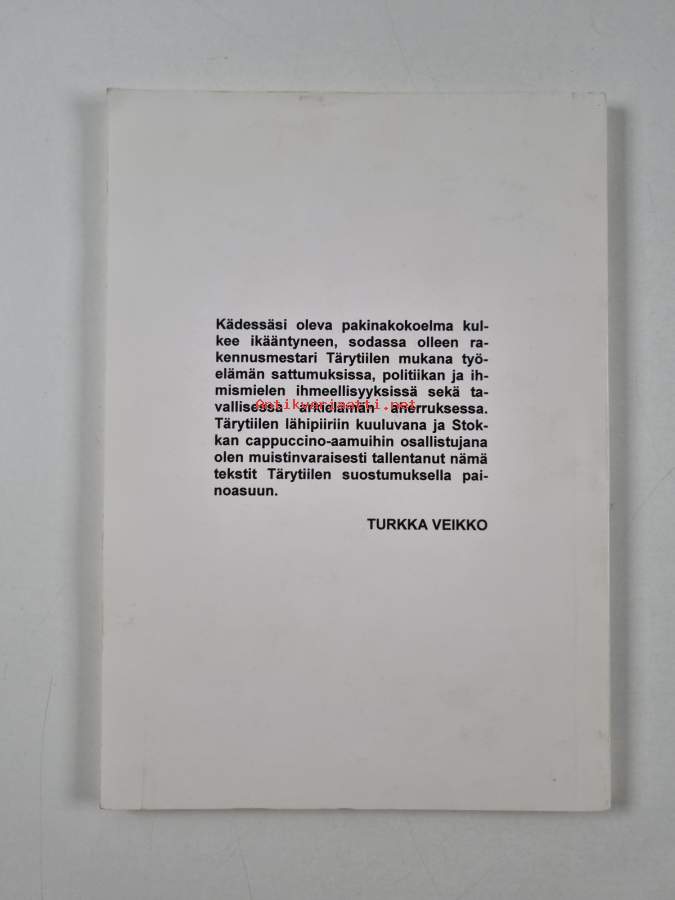 Kädessäsi oleva pakinakokoelma kul-
kee ikääntyneen, sodassa olleen ra-
kennusmestari Tärytiilen mukana työ-
elämän sattumuksissa, politiikan ja ih-
mismielen ihmeellisyyksissä sekä ta-
vallisessa arkielämän aherruksessa.
Antikvariaatti.net
Tärytiilen lähipiiriin kuuluvana ja Stok-
kan cappuccino-aamuihin osallistujana
olen muistinvaraisesti tallentanut nämä
tekstit Tärytiilen suostumuksella pai-
noasuun.
TURKKA VEIKKO